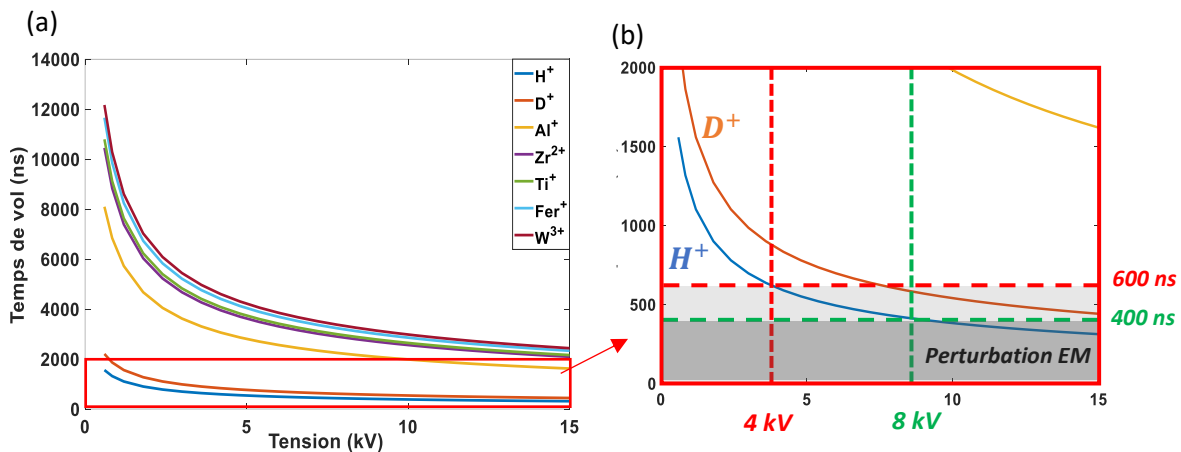 (a)
Temps de vol (ns)
14000
12000
10000
8000
6000
4000
2000
0
0
5
10
15
Tension (kV)
H+
D+
Al+
Zr2+
Ti+
Fer+
W3+
(b)
2000
1500
1000
500
0
D+
H+
600 ns
400 ns
Perturbation EM
4 kV
8 kV
5
10
15